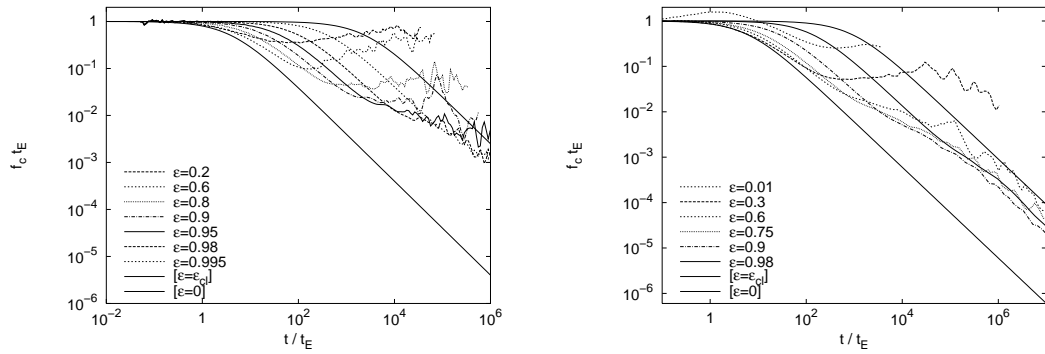 f_c t_E
1
10^-1
10^-2
10^-3
10^-4
10^-5
10^-6
ε=0.2
ε=0.6
ε=0.8
ε=0.9
ε=0.95
ε=0.98
ε=0.995
[ε=ε_cl]
[ε=0]
10^-2 1 10^2 10^4 10^6
t / t_E
f_c t_E
1
10^-1
10^-2
10^-3
10^-4
10^-5
10^-6
ε=0.01
ε=0.3
ε=0.6
ε=0.75
ε=0.9
ε=0.98
[ε=ε_cl]
[ε=0]
1 10^2 10^4 10^6
t / t_E